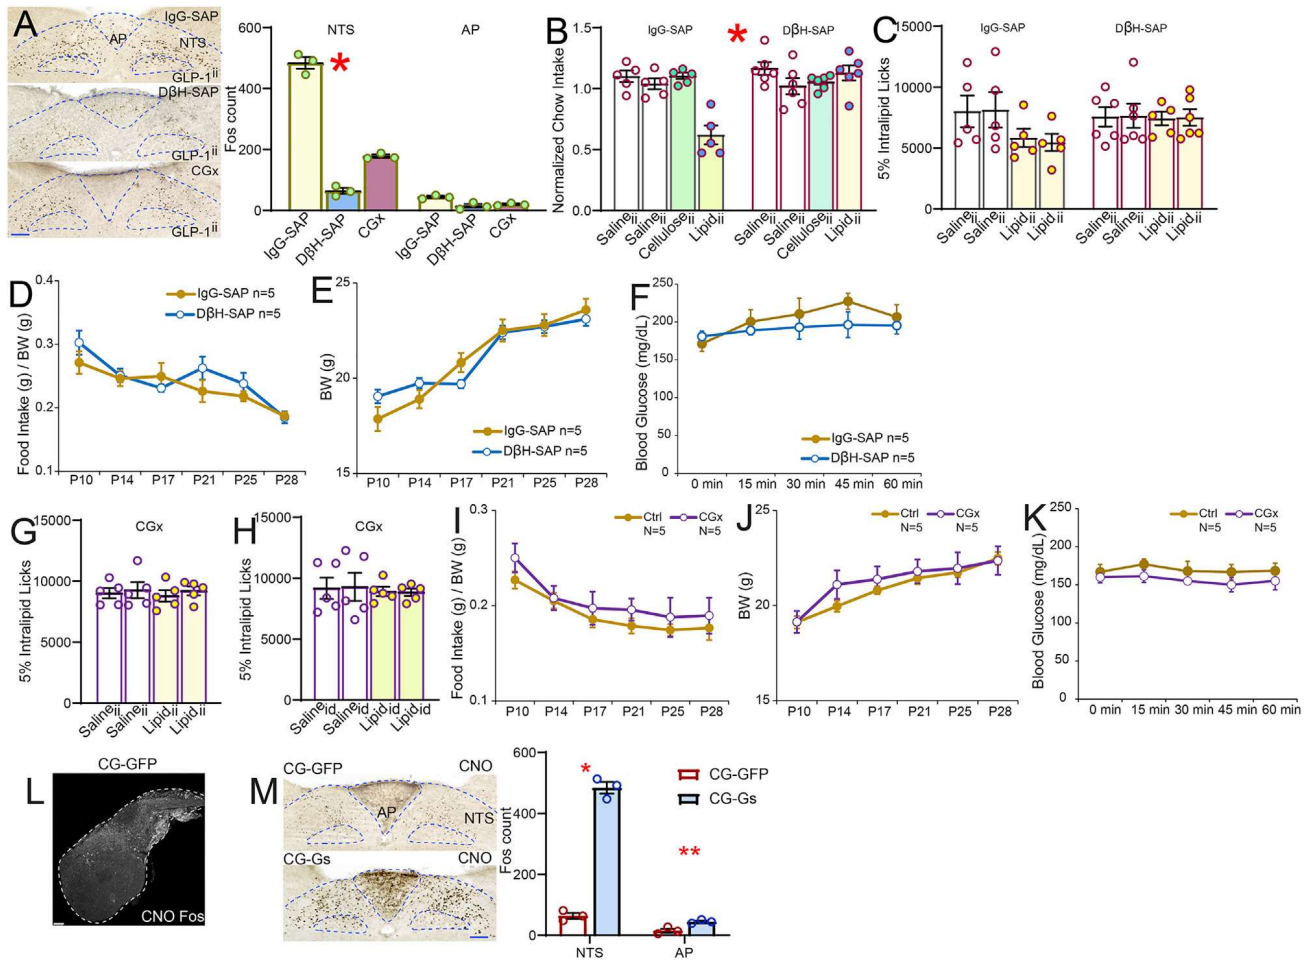 A
IgG-SAP
AP
NTS
GLP-1ii
DβH-SAP
GLP-1ii
CGx
GLP-1ii
NTS
AP
Fos count
600
400
200
0
*
IgG-SAP
DβH-SAP
CGx
IgG-SAP
DβH-SAP
CGx
B
IgG-SAP
*
DβH-SAP
Normalized Chow Intake
1.5
1.0
0.5
0.0
Salineii
Salineii
Celluloseii
Lipidii
Salineii
Salineii
Celluloseii
Lipidii
C
IgG-SAP
DβH-SAP
5% Intralipid Licks
15000
10000
5000
0
Salineii
Salineii
Lipidii
Lipidii
Salineii
Salineii
Lipidii
Lipidii
D
Food Intake (g) / BW (g)
0.4
0.3
0.2
0.1
IgG-SAP n=5
DβH-SAP n=5
P10 P14 P17 P21 P25 P28
E
BW (g)
25
20
15
IgG-SAP n=5
DβH-SAP n=5
P10 P14 P17 P21 P25 P28
F
Blood Glucose (mg/dL)
250
200
150
100
50
0
IgG-SAP n=5
DβH-SAP n=5
0 min 15 min 30 min 45 min 60 min
G
CGx
5% Intralipid Licks
15000
10000
5000
0
Salineii
Salineii
Lipidii
Lipidii
H
CGx
5% Intralipid Licks
15000
10000
5000
0
Salineid
Salineid
Lipidid
Lipidid
I
Food Intake (g) / BW (g)
0.3
0.2
0.1
Ctrl CGx
N=5 N=5
P10 P14 P17 P21 P25 P28
J
BW (g)
25
20
15
Ctrl CGx
N=5 N=5
P10 P14 P17 P21 P25 P28
K
Blood Glucose (mg/dL)
250
200
150
100
50
0
Ctrl CGx
N=5 N=5
0 min 15 min 30 min 45 min 60 min
L
CG-GFP
CNO Fos
M
CG-GFP CNO
AP
NTS
CG-Gs CNO
Fos count
600
400
200
0
*
**
CG-GFP
CG-Gs
NTS
AP